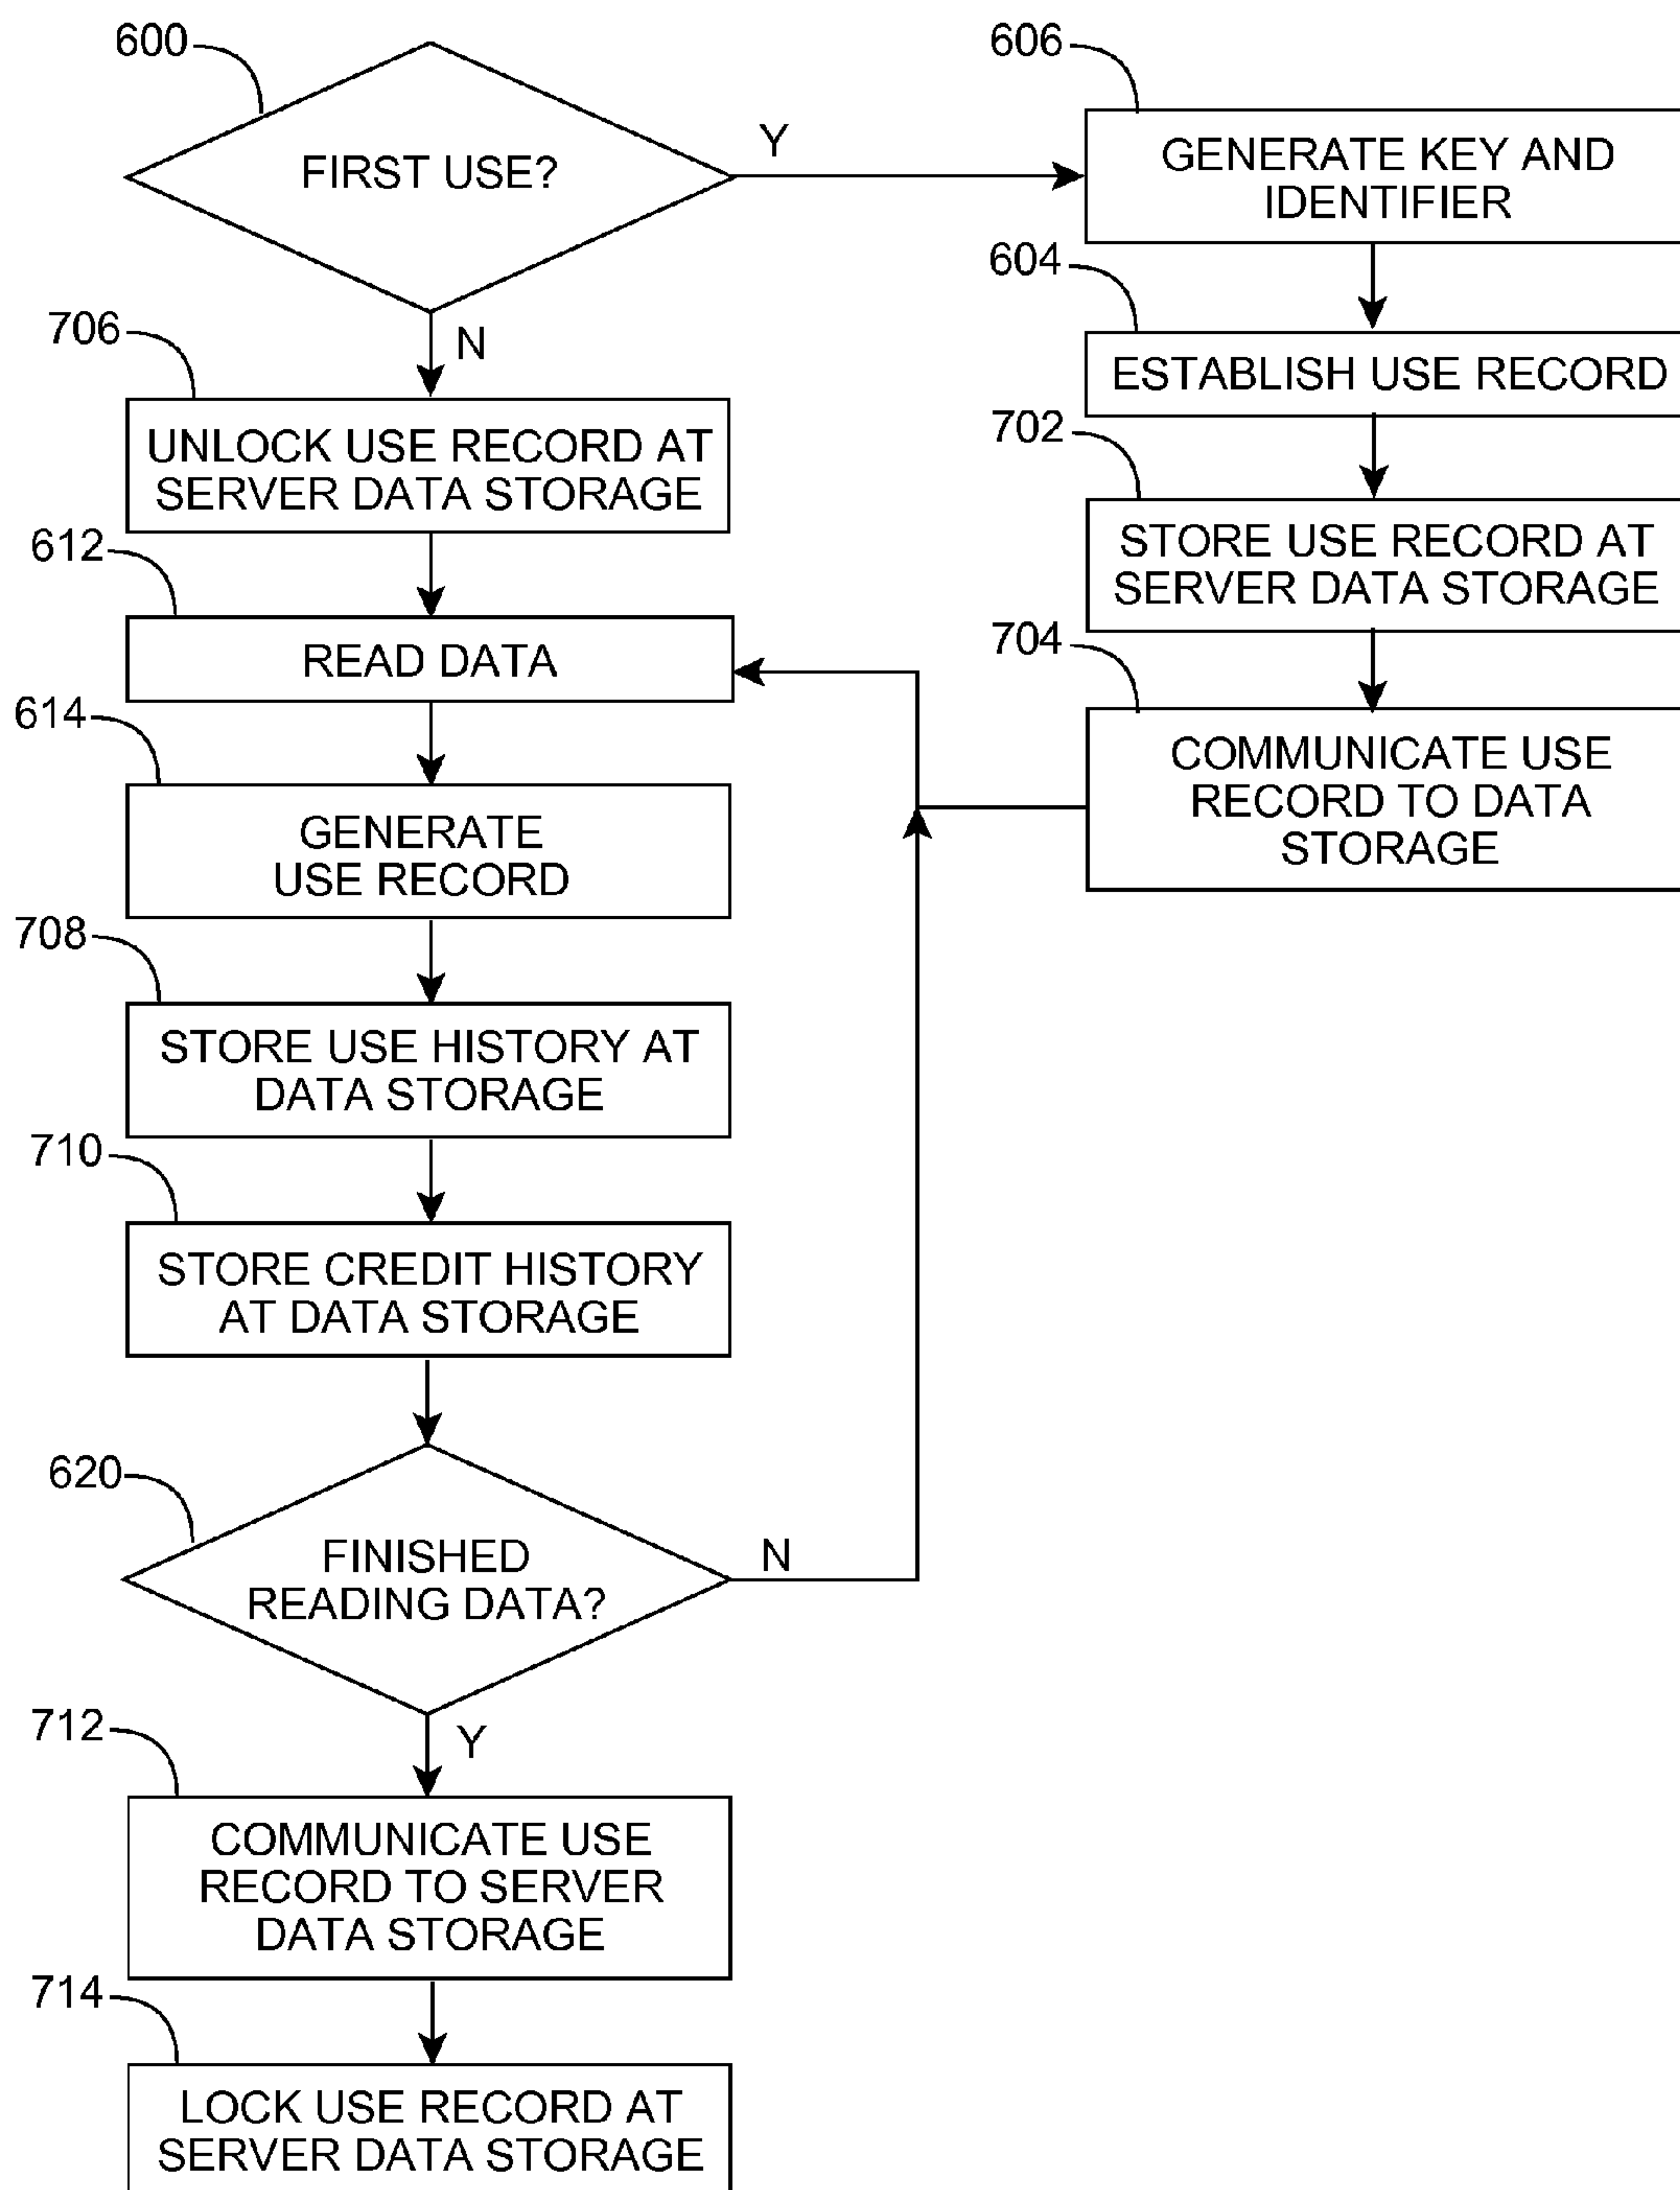 600
FIRST USE?
Y
N
606
GENERATE KEY AND
IDENTIFIER
604
ESTABLISH USE RECORD
702
STORE USE RECORD AT
SERVER DATA STORAGE
704
COMMUNICATE USE
RECORD TO DATA
STORAGE
706
UNLOCK USE RECORD AT
SERVER DATA STORAGE
612
READ DATA
614
GENERATE
USE RECORD
708
STORE USE HISTORY AT
DATA STORAGE
710
STORE CREDIT HISTORY
AT DATA STORAGE
620
FINISHED
READING DATA?
N
Y
712
COMMUNICATE USE
RECORD TO SERVER
DATA STORAGE
714
LOCK USE RECORD AT
SERVER DATA STORAGE